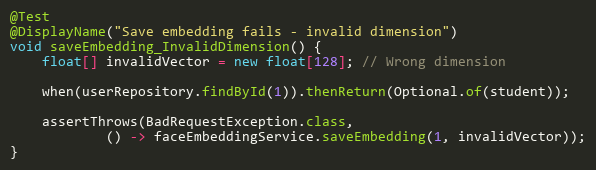 @Test
@DisplayName("Save embedding fails - invalid dimension")
void saveEmbedding_InvalidDimension() {
    float[] invalidVector = new float[128]; // Wrong dimension

    when(userRepository.findById(1)).thenReturn(Optional.of(student));

    assertThrows(BadRequestException.class,
            () -> faceEmbeddingService.saveEmbedding(1, invalidVector));
}